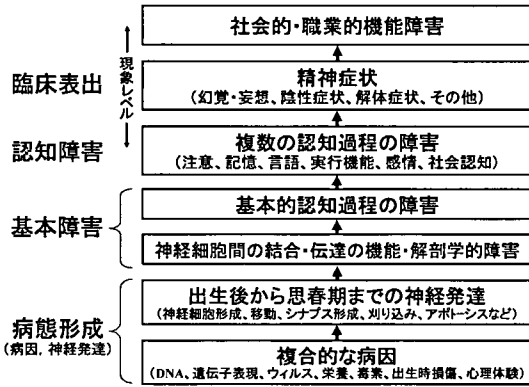 社会的・職業的機能障害
現象レベル
臨床表出
精神症状
(幻覚・妄想、陰性症状、解体症状、その他)
認知障害
複数の認知過程の障害
(注意、記憶、言語、実行機能、感情、社会認知)
基本障害
基本的認知過程の障害
神経細胞間の結合・伝達の機能・解剖学的障害
病態形成
(病因, 神経発達)
出生後から思春期までの神経発達
(神経細胞形成、移動、シナプス形成、刈り込み、アポトーシスなど)
複合的な病因
(DNA、遺伝子表現、ウィルス、栄養、毒素、出生時損傷、心理体験)